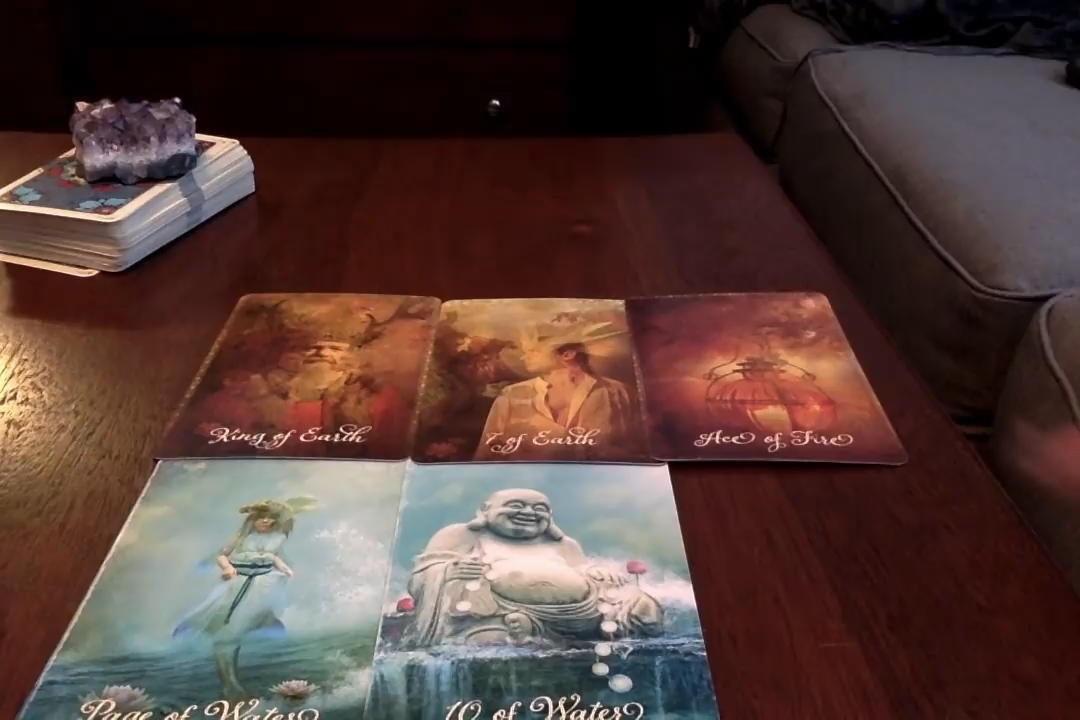 King of Earth
7 of Earth
Ace of Fire
Page of Water
10 of Water